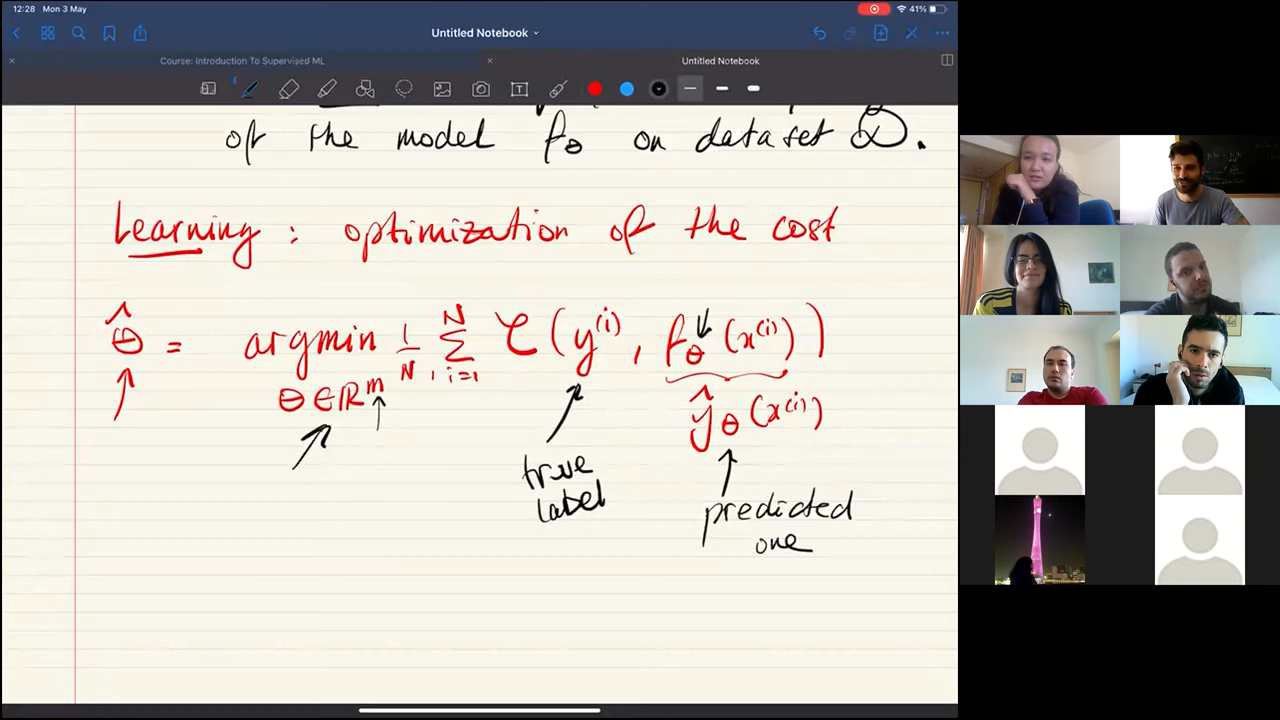 12:28 Mon 3 May
41%
Untitled Notebook
Course: Introduction To Supervised ML
Untitled Notebook
of the model fθ on dataset D.
Learning: optimization of the cost
θ̂ = argmin 1/N ∑ C(y⁽ⁱ⁾, fθ(x⁽ⁱ⁾))
N
i=1
θ∈ℝᵐ
ŷθ(x⁽ⁱ⁾)
true label
predicted one